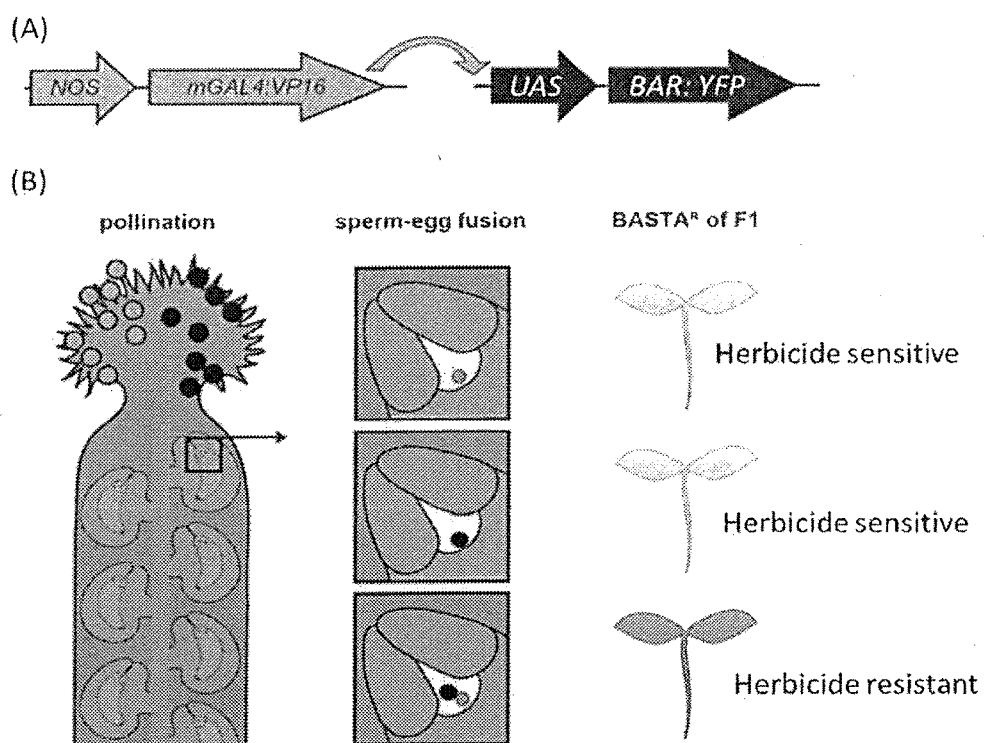 (A)
NOS mGAL4:VP16 UAS BAR: YFP
(B)
pollination sperm-egg fusion BASTAᴿ of F1
Herbicide sensitive
Herbicide sensitive
Herbicide resistant